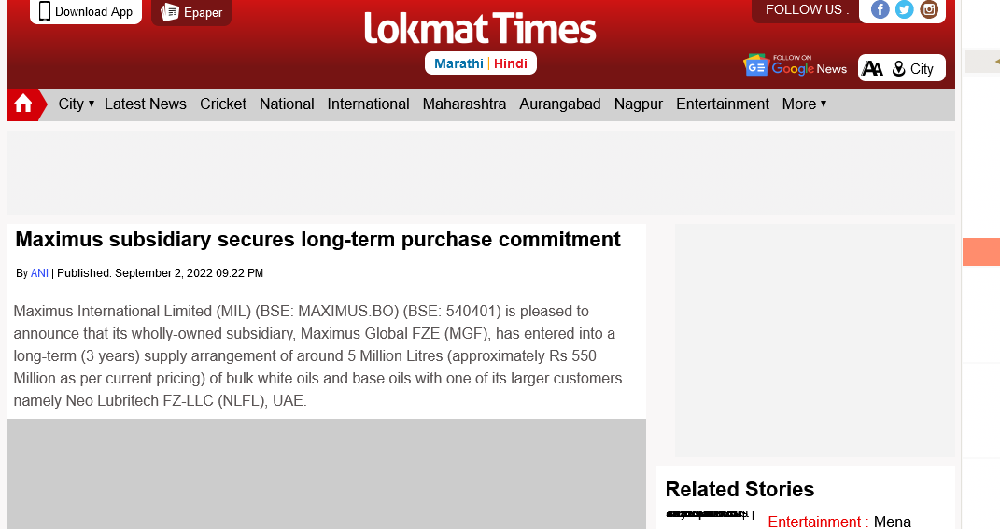 Download App
Epaper
Lokmat Times
FOLLOW US :
Marathi | Hindi
FOLLOW ON
GE Google News
AA City
City ▾ Latest News Cricket National International Maharashtra Aurangabad Nagpur Entertainment More ▾
Maximus subsidiary secures long-term purchase commitment
By ANI | Published: September 2, 2022 09:22 PM
Maximus International Limited (MIL) (BSE: MAXIMUS.BO) (BSE: 540401) is pleased to
announce that its wholly-owned subsidiary, Maximus Global FZE (MGF), has entered into a
long-term (3 years) supply arrangement of around 5 Million Litres (approximately Rs 550
Million as per current pricing) of bulk white oils and base oils with one of its larger customers
namely Neo Lubritech FZ-LLC (NLFL), UAE.
Related Stories
Entertainment : Mena